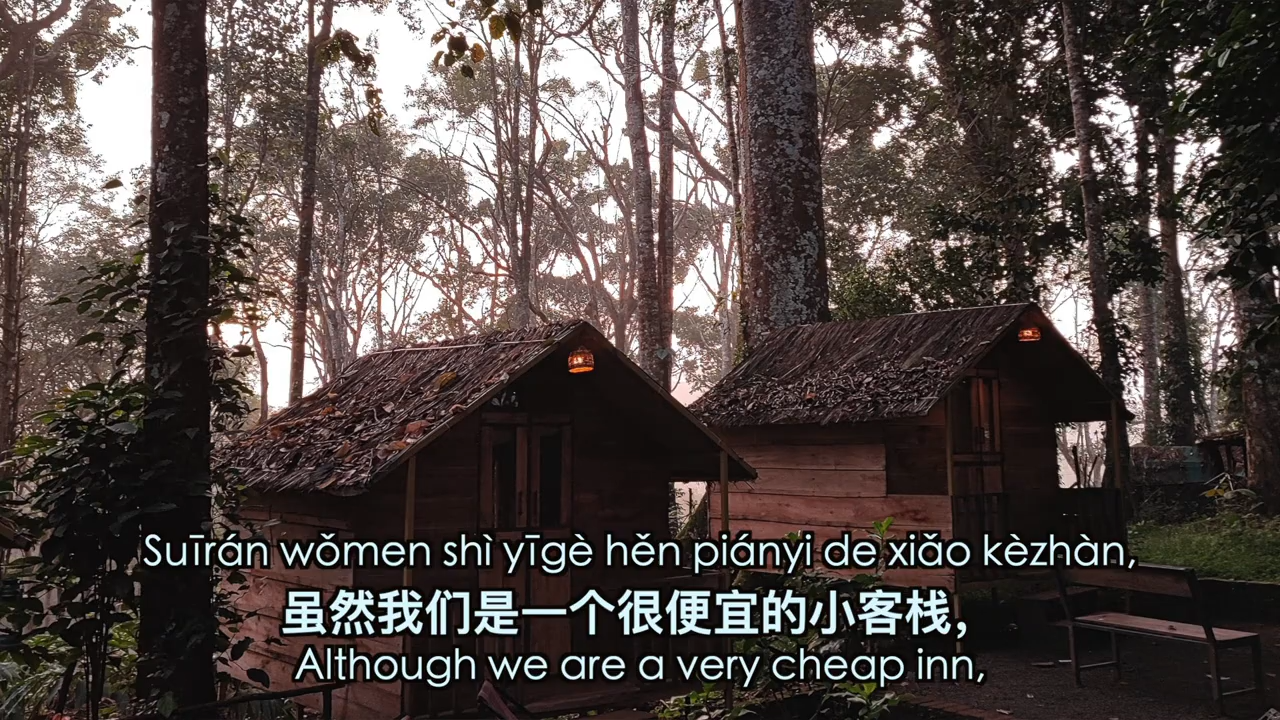 Suīrán wǒmen shì yīgè hěn piányi de xiǎo kèzhàn,
虽然我们是一个很便宜的小客栈，
Although we are a very cheap inn,